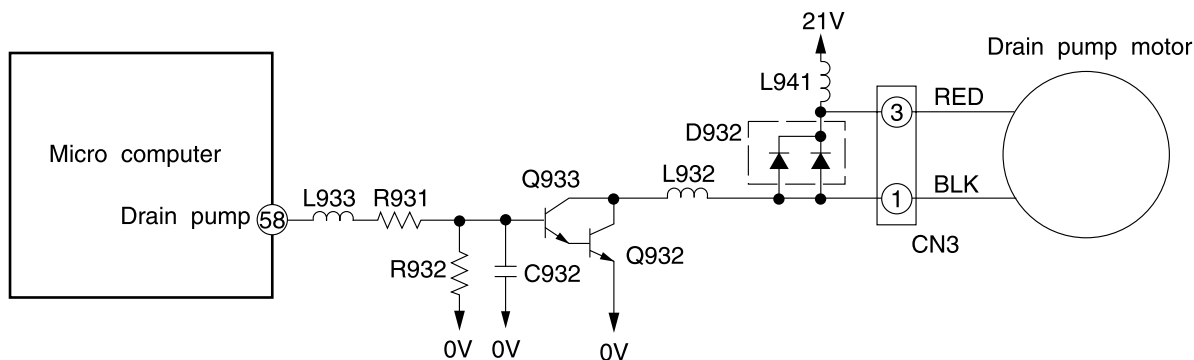 21V
Drain pump motor
L941
3
RED
D932
Micro computer
Q933
L932
L933
R931
Drain pump
58
1
BLK
CN3
R932
C932
Q932
0V
0V
0V